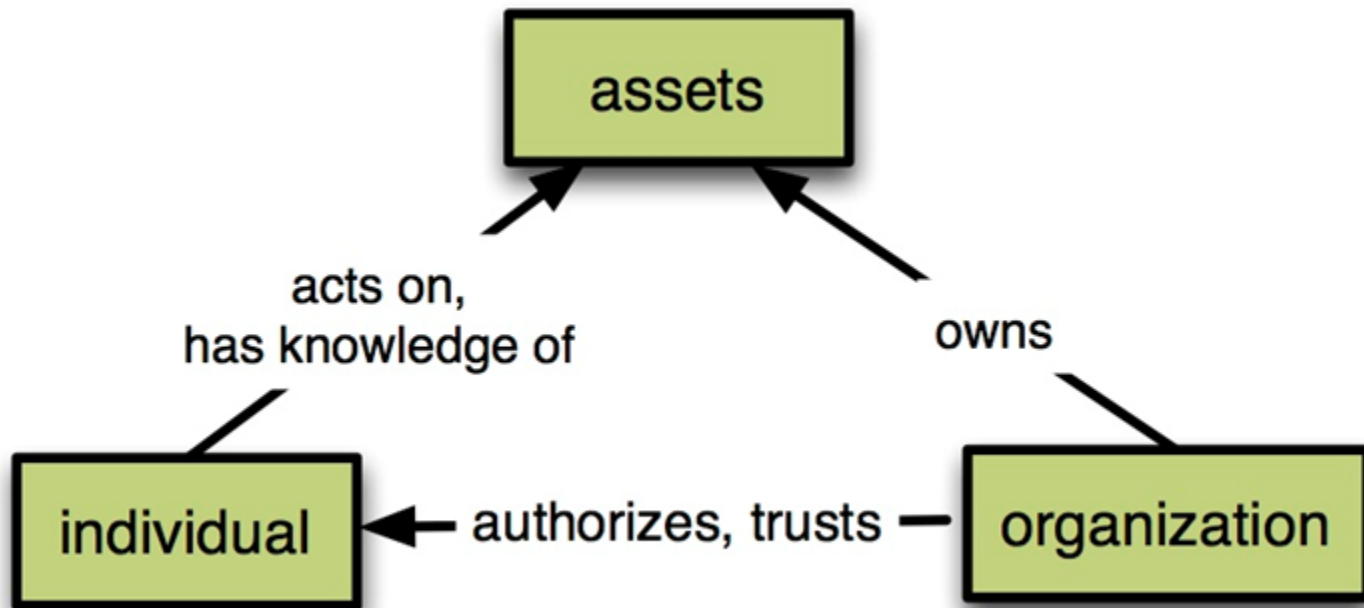 assets
acts on,
has knowledge of
owns
individual
authorizes, trusts
organization